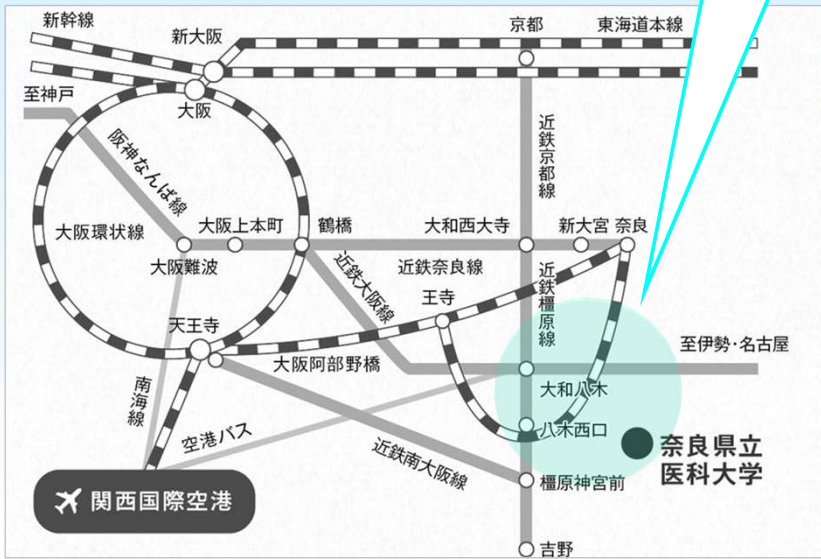 新幹線
新大阪
京都
東海道本線
至神戸
大阪
阪神なんば線
近鉄京都線
大阪環状線
大阪上本町
鶴橋
大和西大寺
新大宮
奈良
大阪難波
近鉄大阪線
近鉄奈良線
近鉄橿原線
王寺
天王寺
大阪阿部野橋
至伊勢・名古屋
南海線
大和八木
空港バス
八木西口
近鉄南大阪線
奈良県立
医科大学
橿原神宮前
関西国際空港
吉野